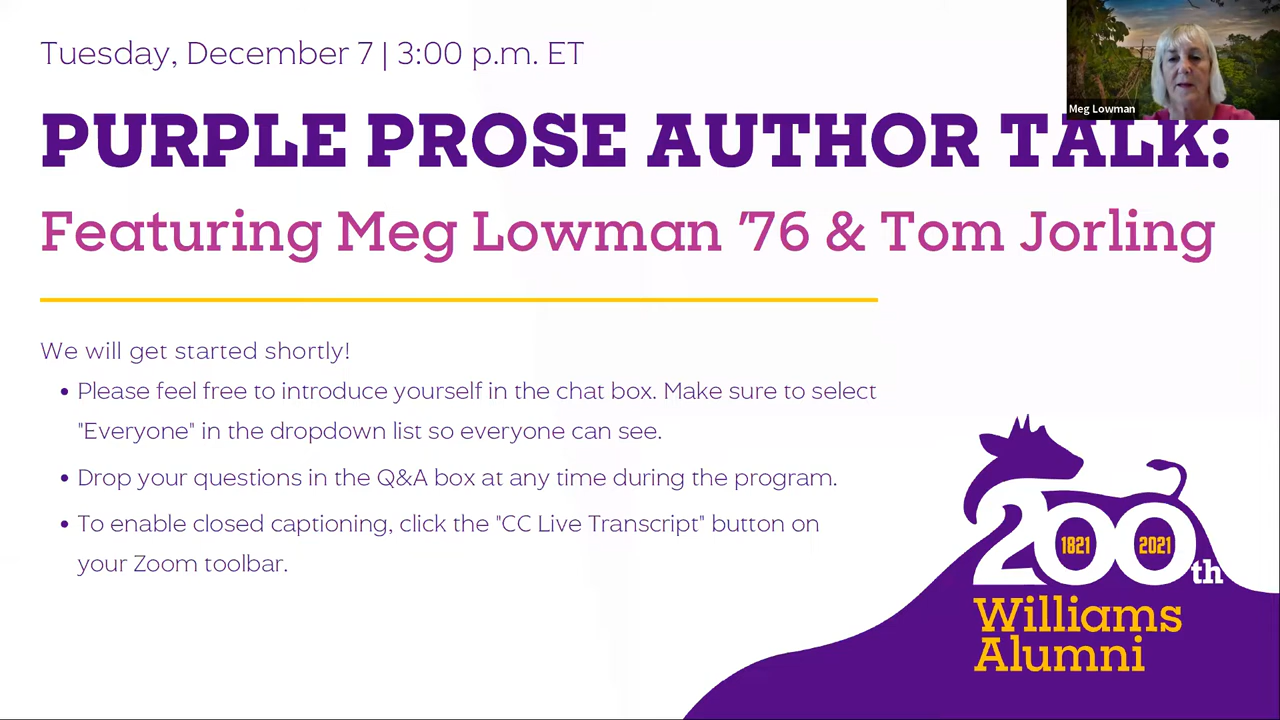 Tuesday, December 7 | 3:00 p.m. ET
Meg Lowman
PURPLE PROSE AUTHOR TALK:
Featuring Meg Lowman '76 & Tom Jorling
We will get started shortly!
• Please feel free to introduce yourself in the chat box. Make sure to select
"Everyone" in the dropdown list so everyone can see.
• Drop your questions in the Q&A box at any time during the program.
• To enable closed captioning, click the "CC Live Transcript" button on
your Zoom toolbar.
200th
1821 2021
Williams
Alumni